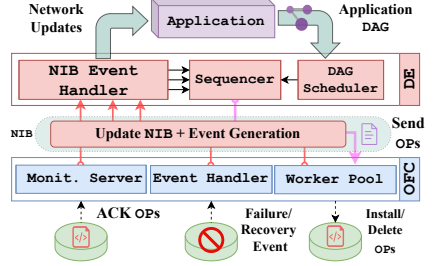 Network
Updates
Application
Application
DAG
NIB Event
Handler
Sequencer
DAG
Scheduler
DE
NIB
Update NIB + Event Generation
Send
OPs
Monit. Server
Event Handler
Worker Pool
OFC
ACK OPs
Failure/
Recovery
Event
Install/
Delete
OPs